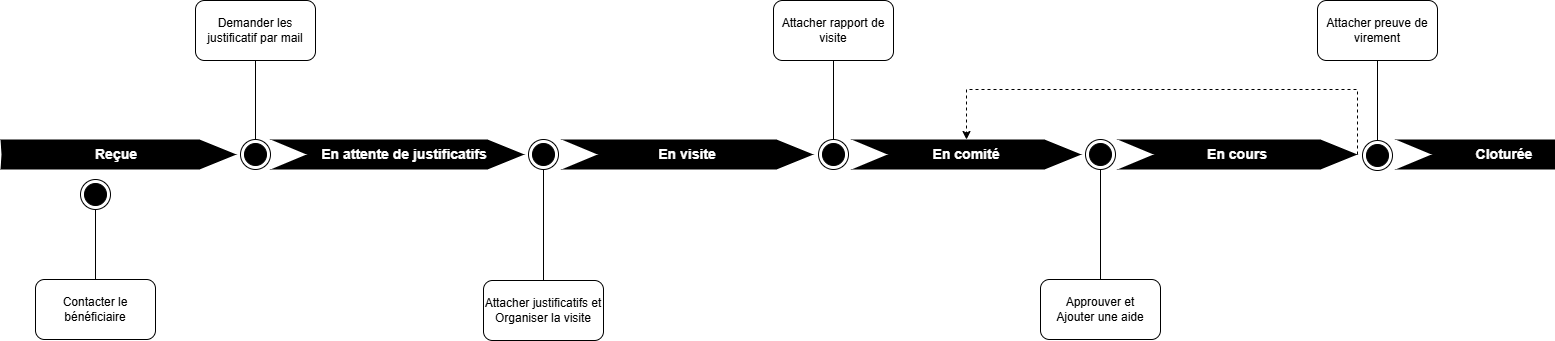 Demander les
justificatif par mail
Attacher rapport de
visite
Attacher preuve de
virement
Reçue
En attente de justificatifs
En visite
En comité
En cours
Cloturée
Contacter le
bénéficiaire
Attacher justificatifs et
Organiser la visite
Approuver et
Ajouter une aide